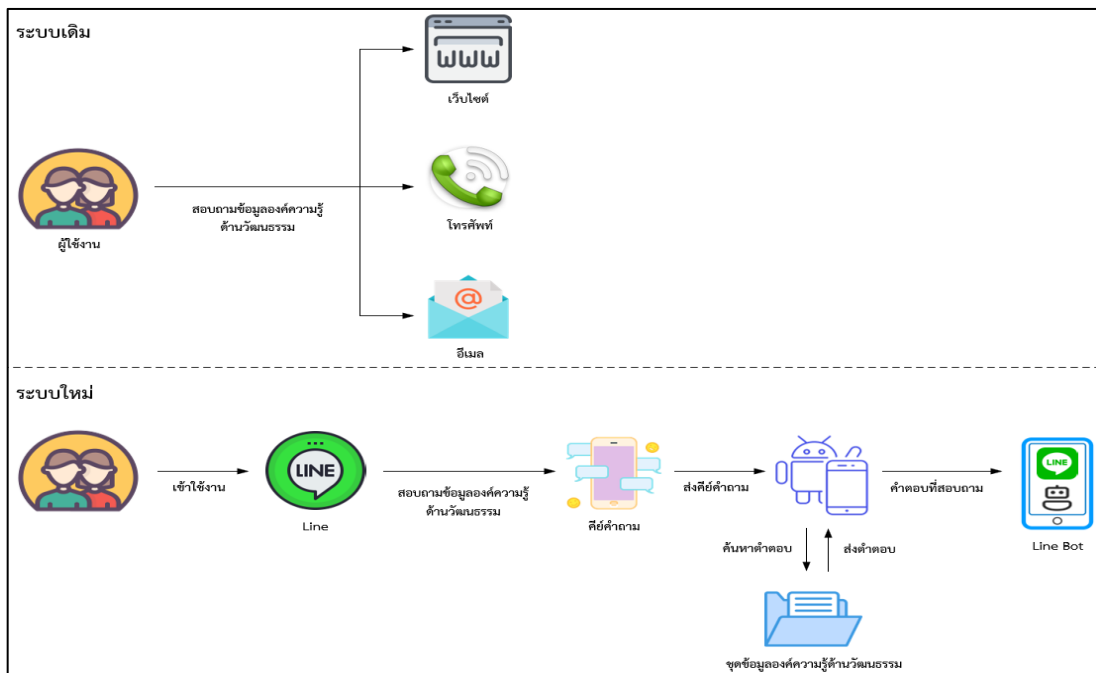 ระบบเดิม
www
เว็บไซต์
สอบถามข้อมูลองค์ความรู้
ด้านวัฒนธรรม
โทรศัพท์
ผู้ใช้งาน
@
อีเมล
ระบบใหม่
เข้าใช้งาน
LINE
Line
สอบถามข้อมูลองค์ความรู้
ด้านวัฒนธรรม
คีย์คำถาม
ส่งคีย์คำถาม
คำตอบที่สอบถาม
LINE
Line Bot
ค้นหาคำตอบ
ส่งคำตอบ
ชุดข้อมูลองค์ความรู้ด้านวัฒนธรรม